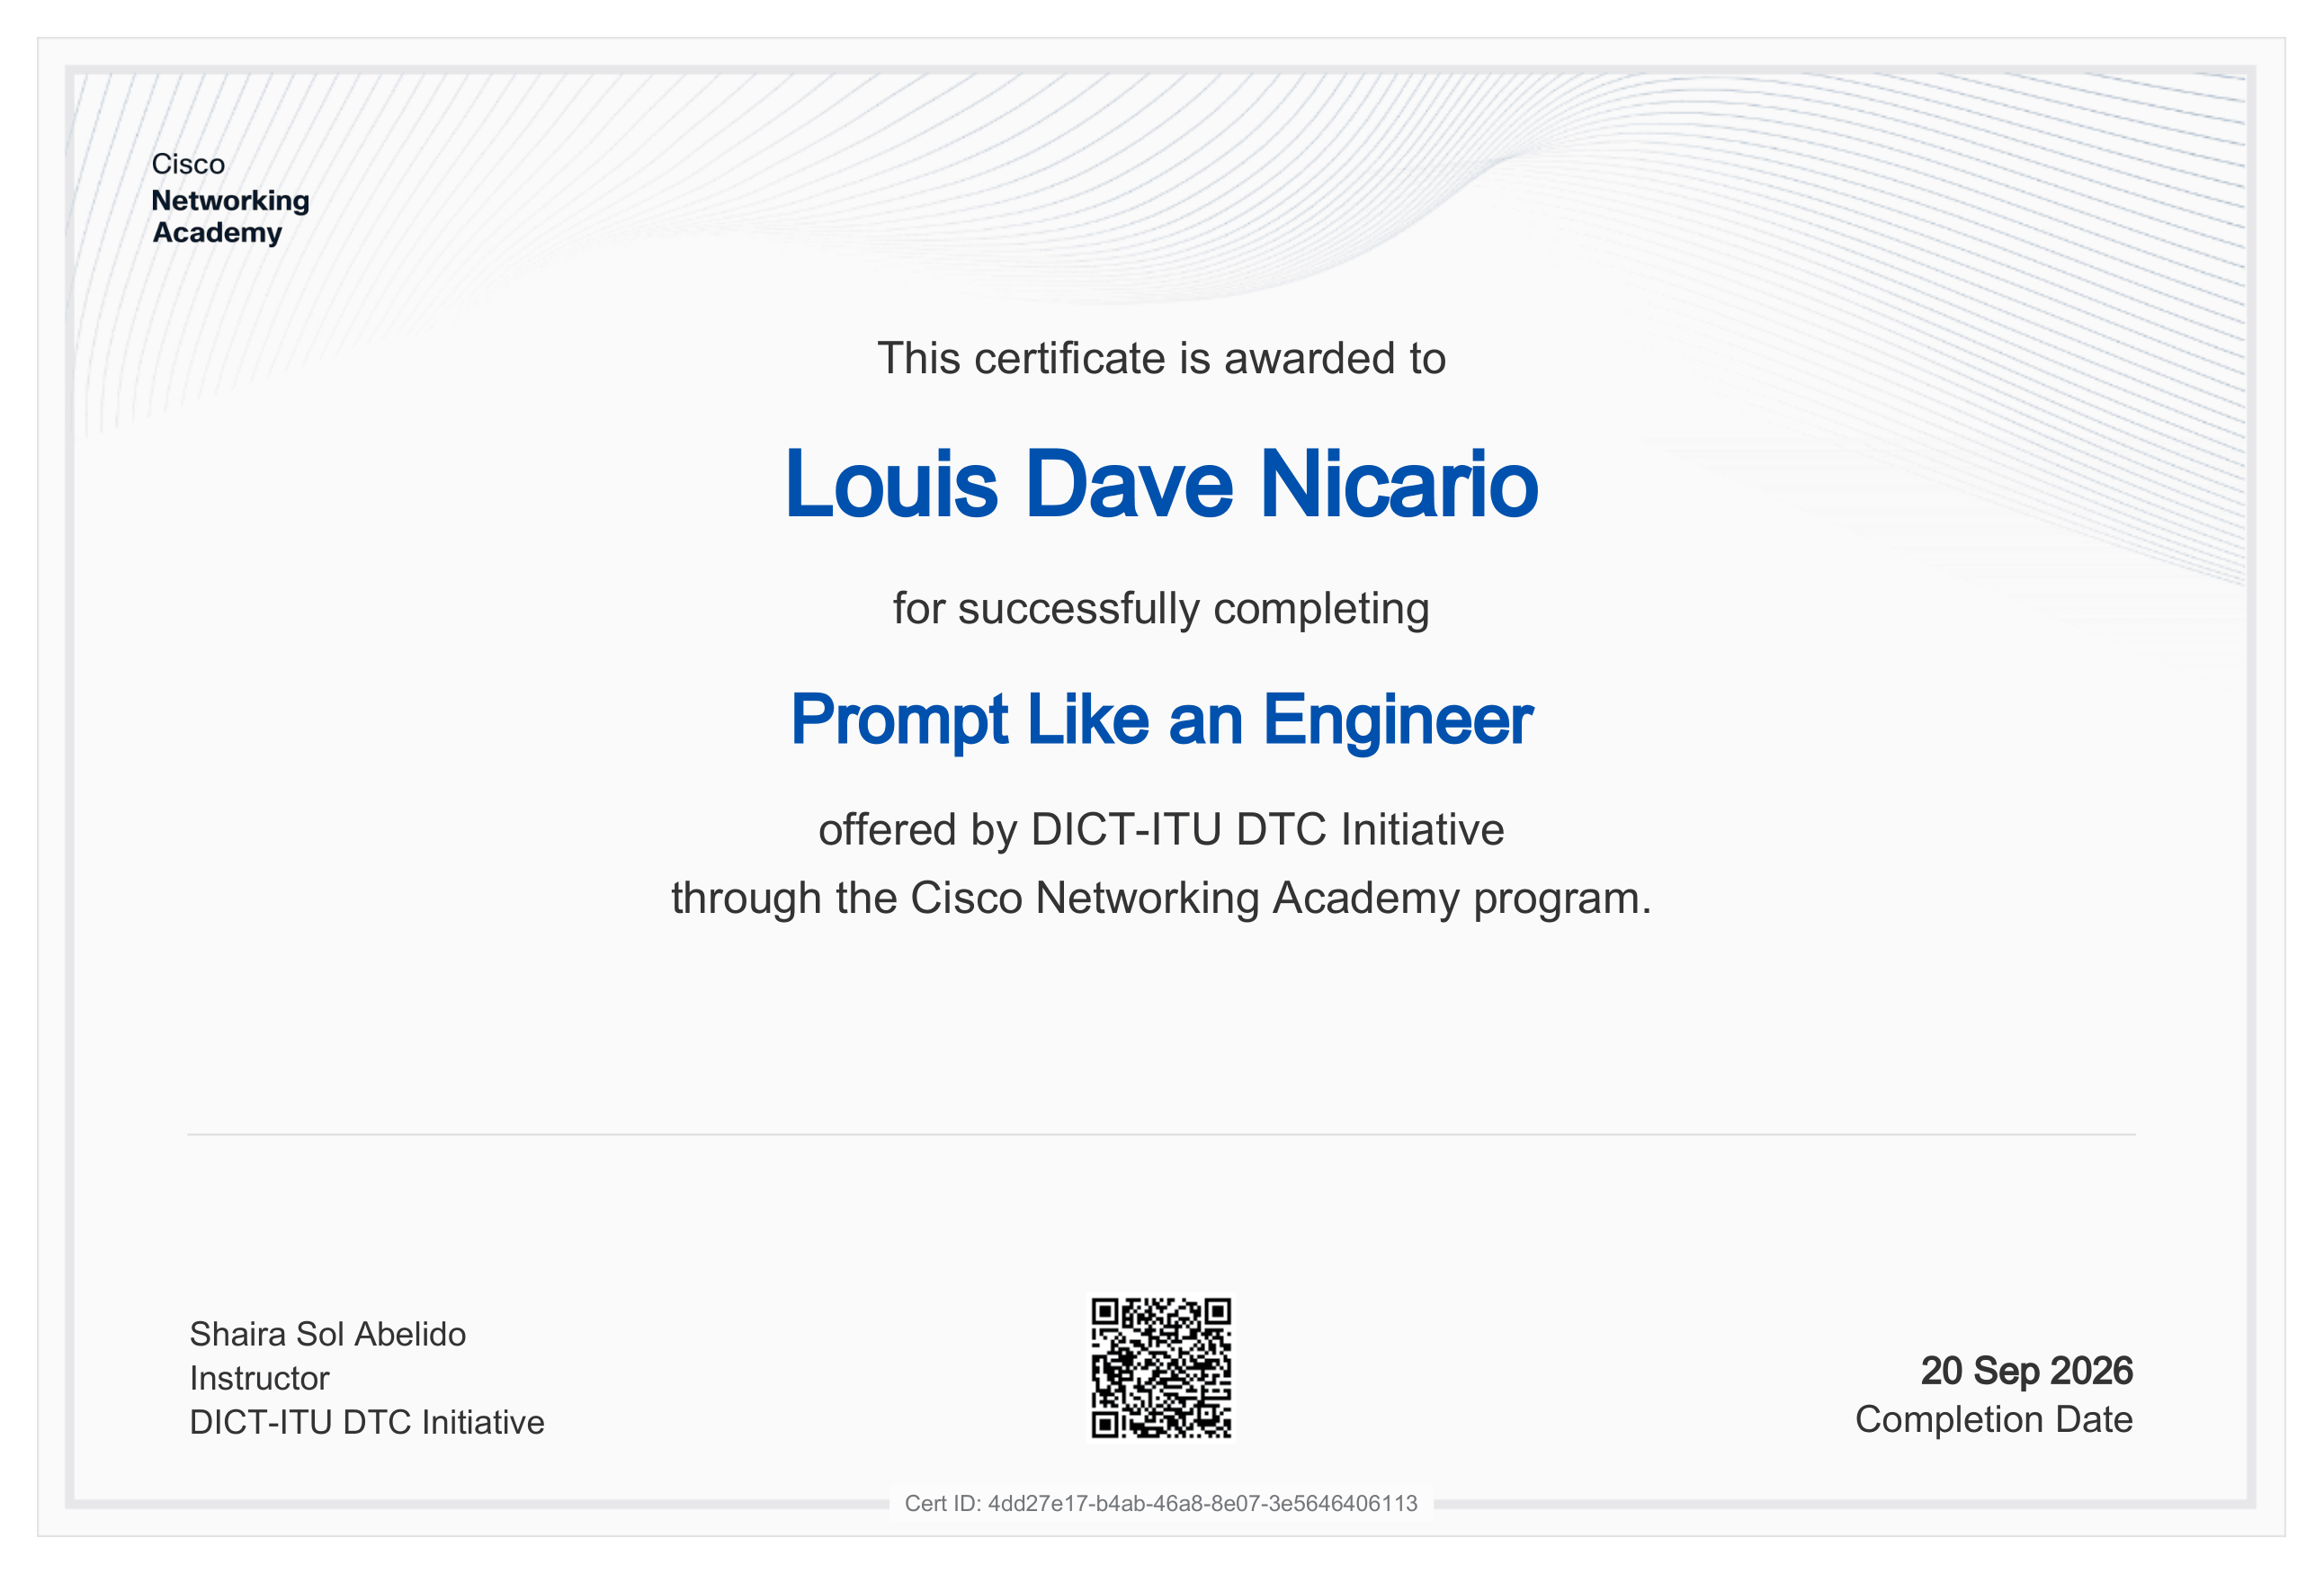 Cisco
Networking
Academy
This certificate is awarded to
Louis Dave Nicario
for successfully completing
Prompt Like an Engineer
offered by DICT-ITU DTC Initiative
through the Cisco Networking Academy program.
Shaira Sol Abelido
Instructor
DICT-ITU DTC Initiative
20 Sep 2026
Completion Date
Cert ID: 4dd27e17-b4ab-46a8-8e07-3e5646406113